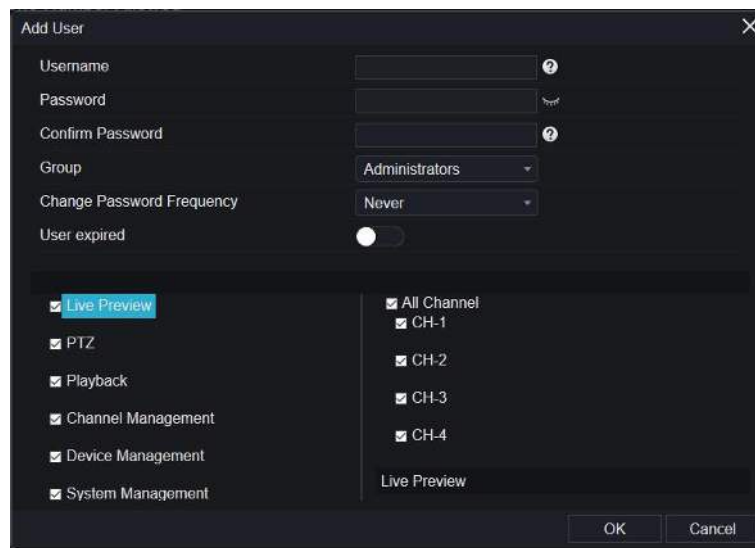 Add User
Username
Password
Confirm Password
Group
Administrators
Change Password Frequency
Never
User expired
Live Preview
PTZ
Playback
Channel Management
Device Management
System Management
All Channel
CH-1
CH-2
CH-3
CH-4
Live Preview
OK
Cancel